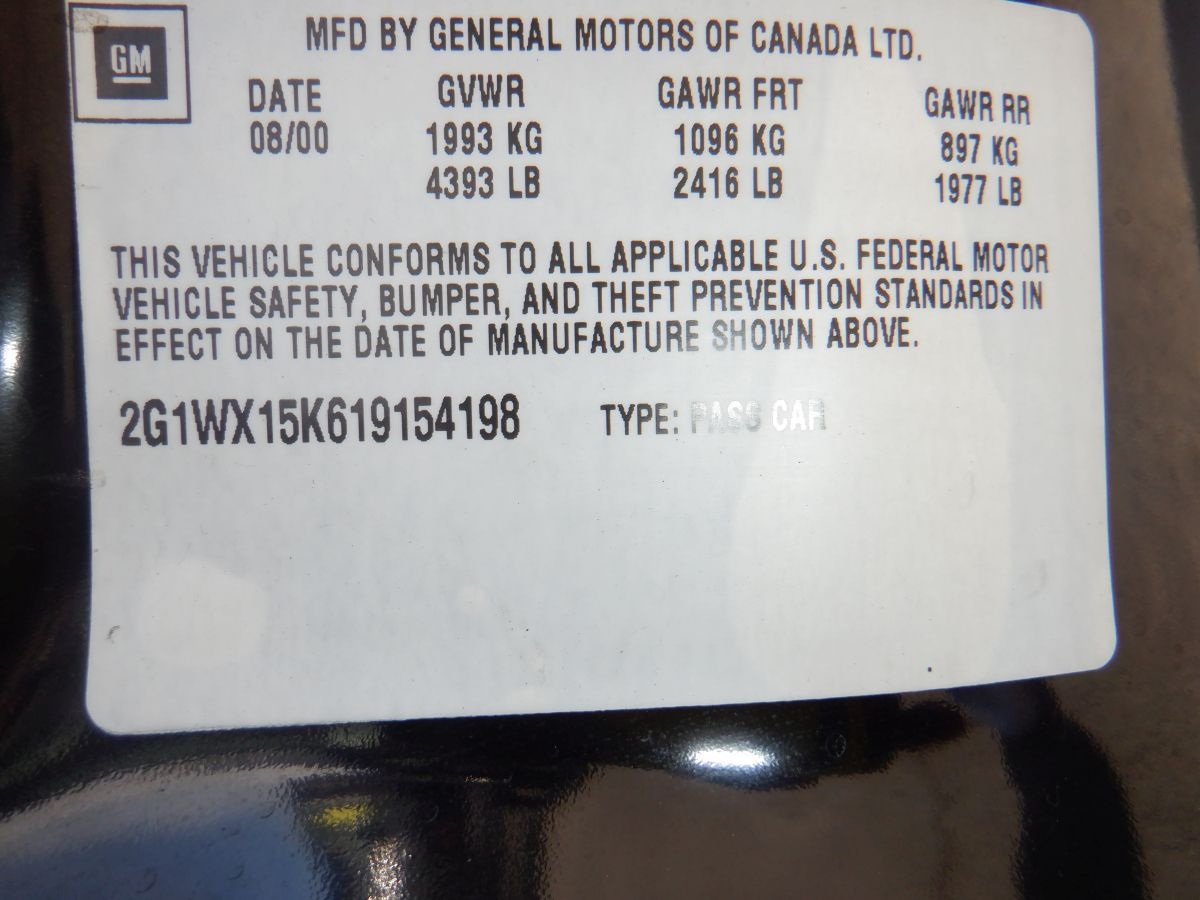 GM
MFD BY GENERAL MOTORS OF CANADA LTD.
DATE GVWR GAWR FRT GAWR RR
08/00 1993 KG 1096 KG 897 KG
4393 LB 2416 LB 1977 LB
THIS VEHICLE CONFORMS TO ALL APPLICABLE U.S. FEDERAL MOTOR
VEHICLE SAFETY, BUMPER, AND THEFT PREVENTION STANDARDS IN
EFFECT ON THE DATE OF MANUFACTURE SHOWN ABOVE.
2G1WX15K619154198 TYPE: PASS CAR